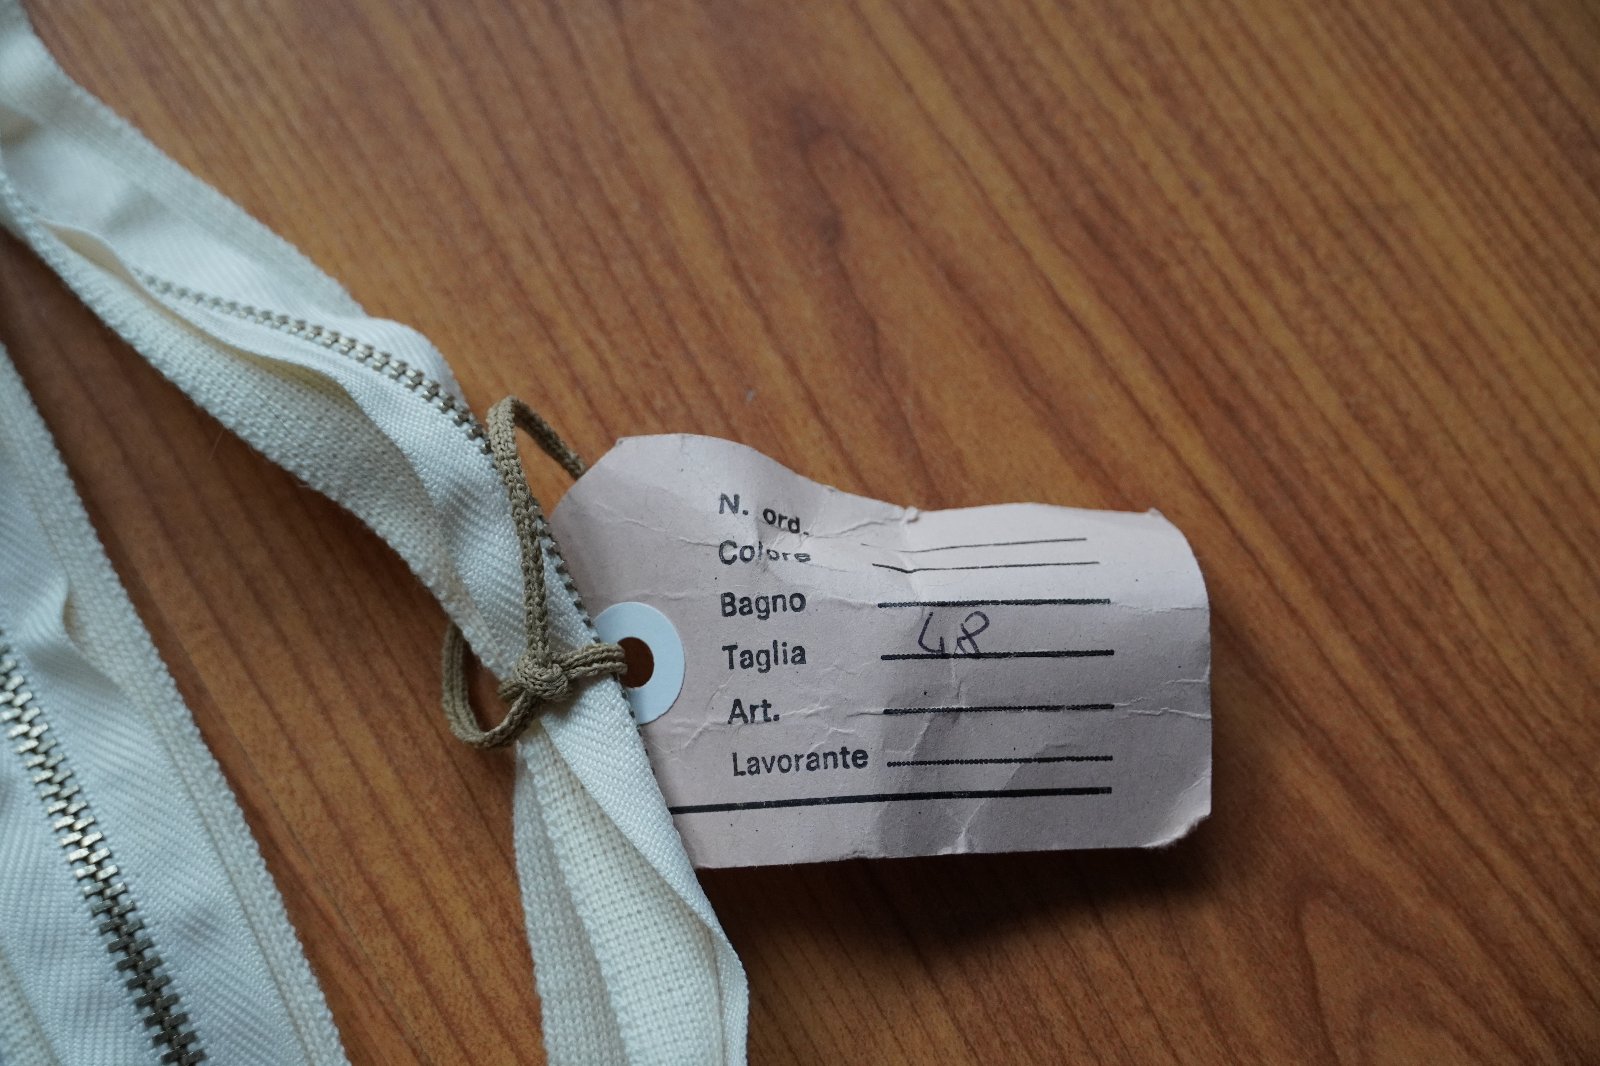 N. ord.
Colore
Bagno
Taglia 48
Art.
Lavorante